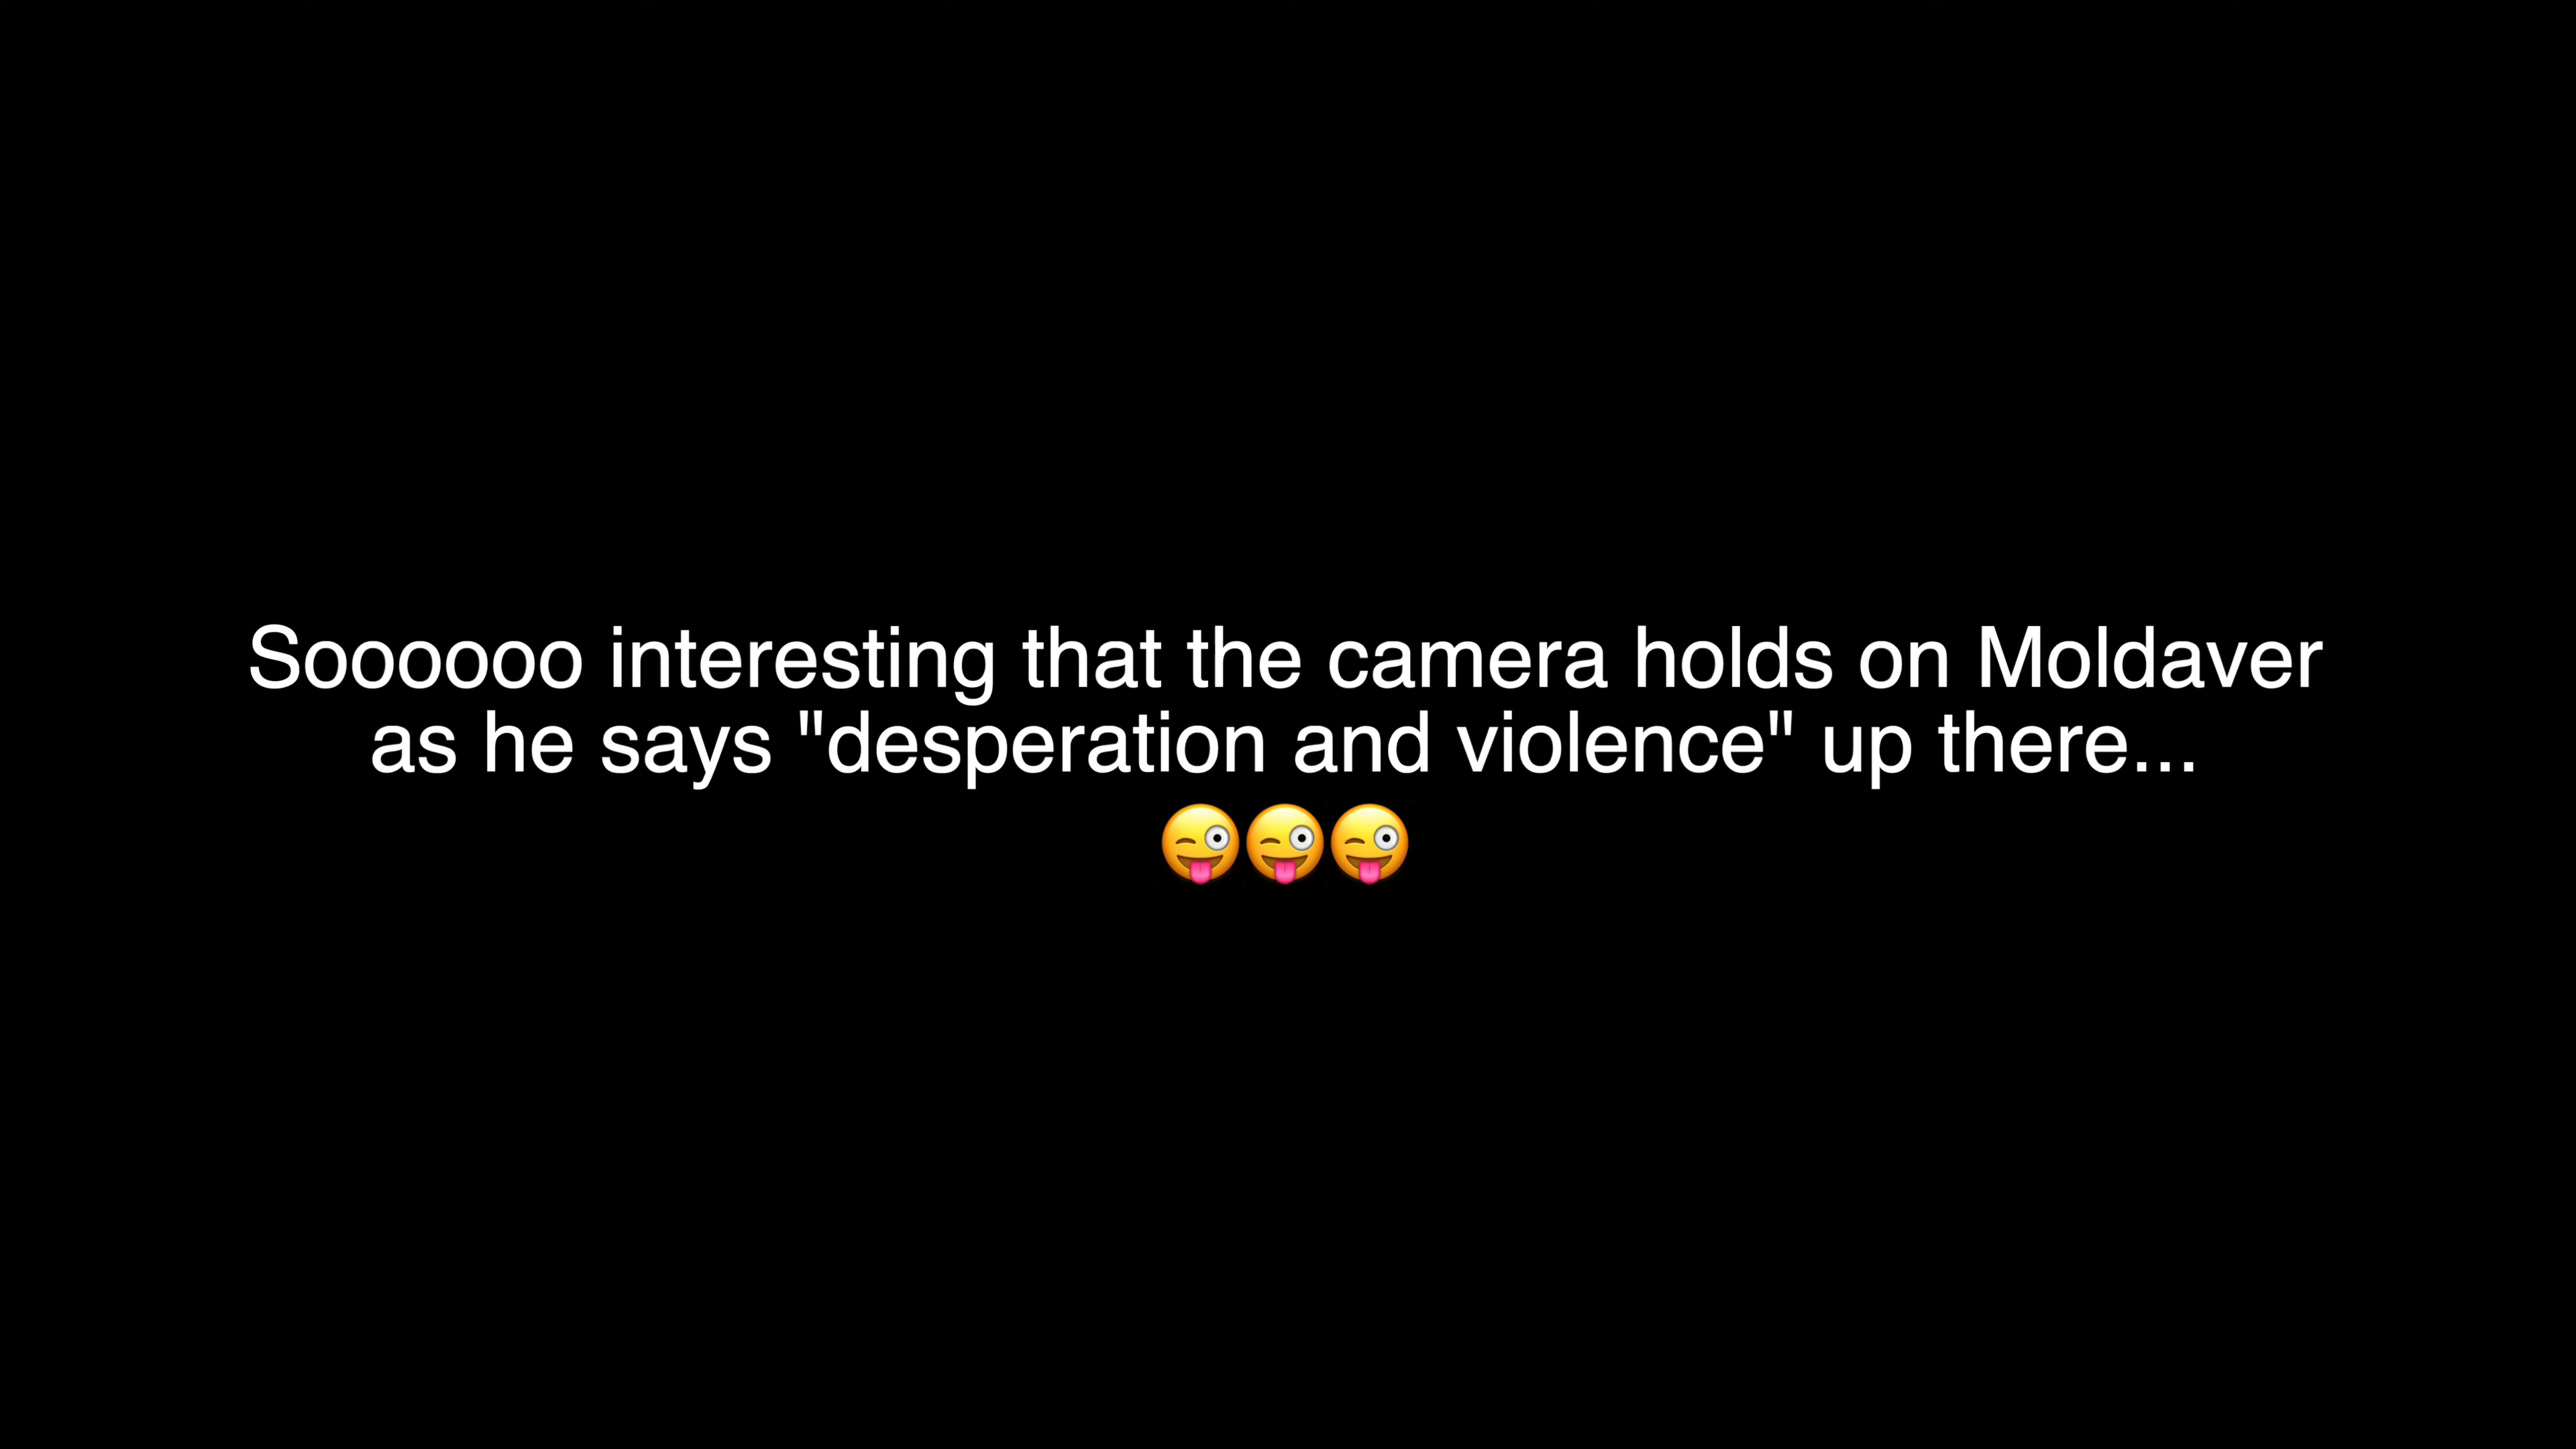 Soooooo interesting that the camera holds on Moldaver
as he says "desperation and violence" up there...
😜😜😜